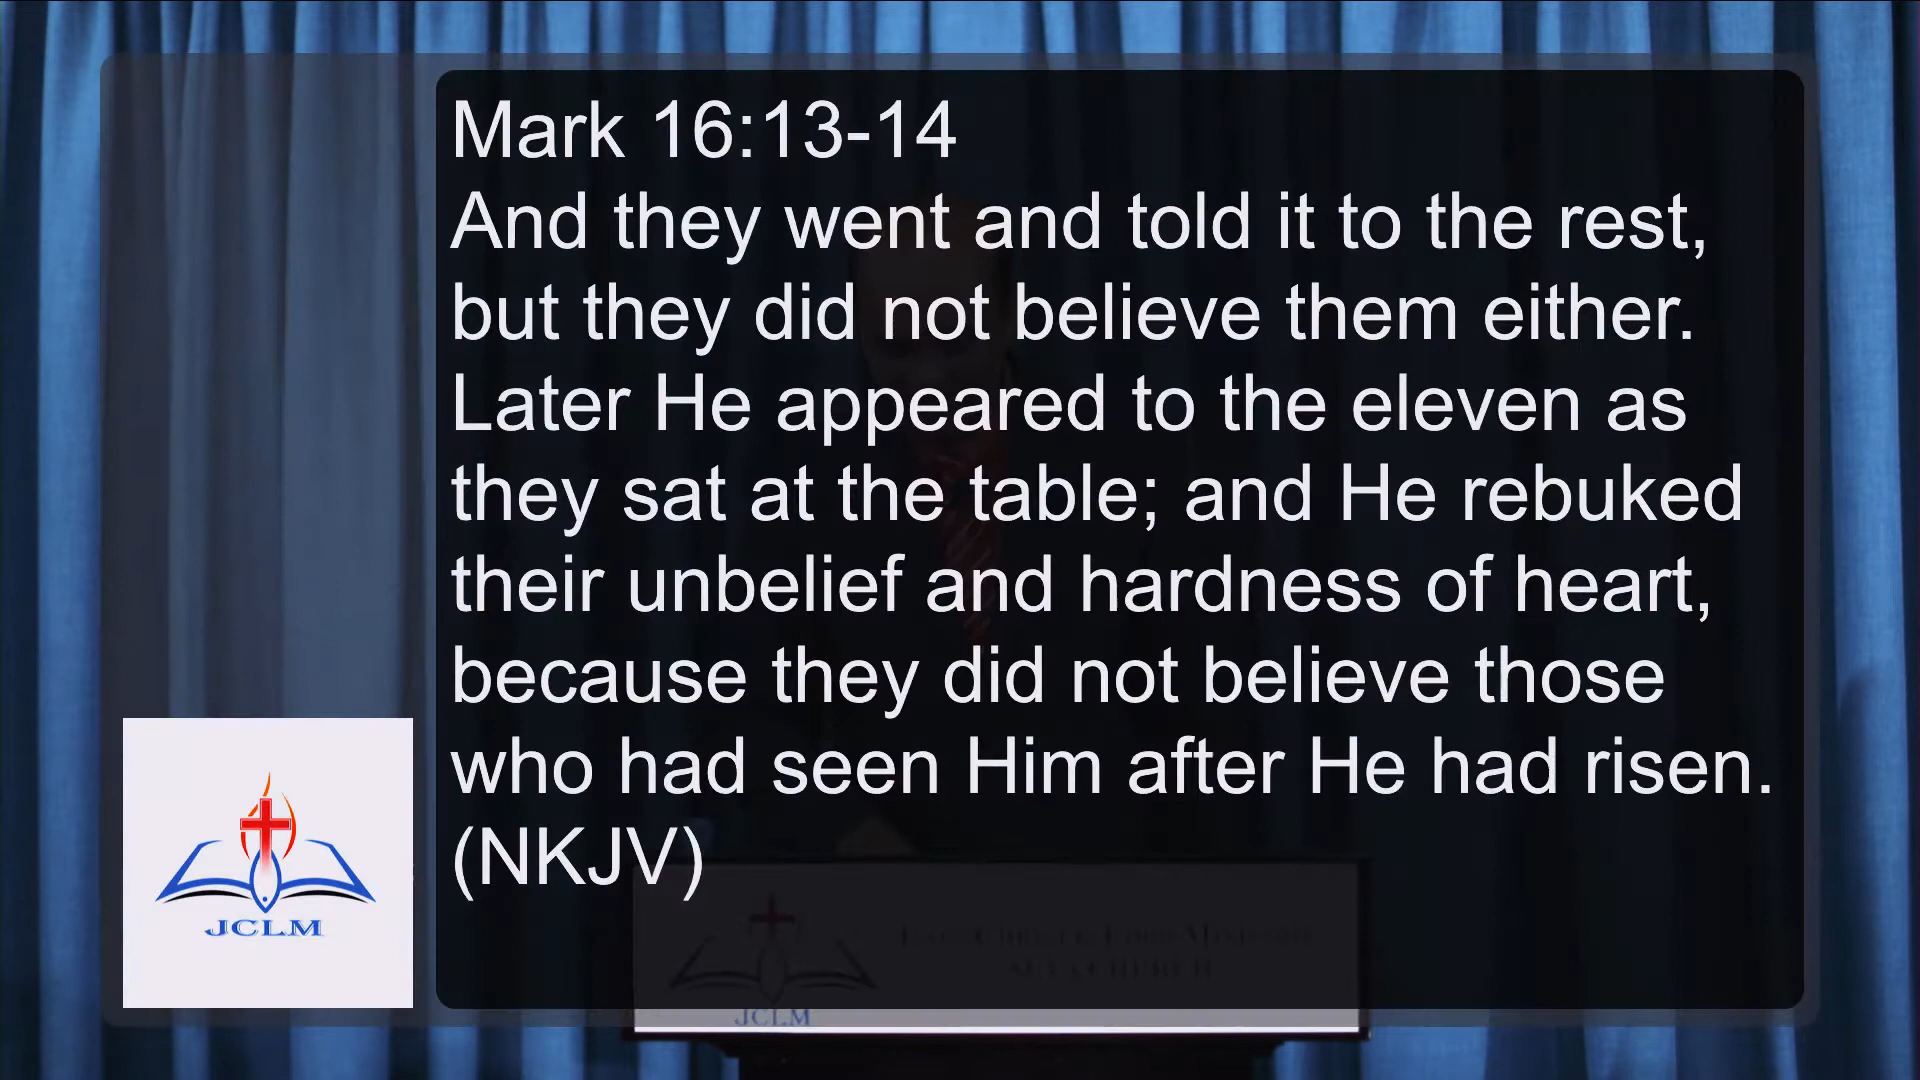 Mark 16:13-14
And they went and told it to the rest,
but they did not believe them either.
Later He appeared to the eleven as
they sat at the table; and He rebuked
their unbelief and hardness of heart,
because they did not believe those
who had seen Him after He had risen.
(NKJV)
JCLM
JCLM